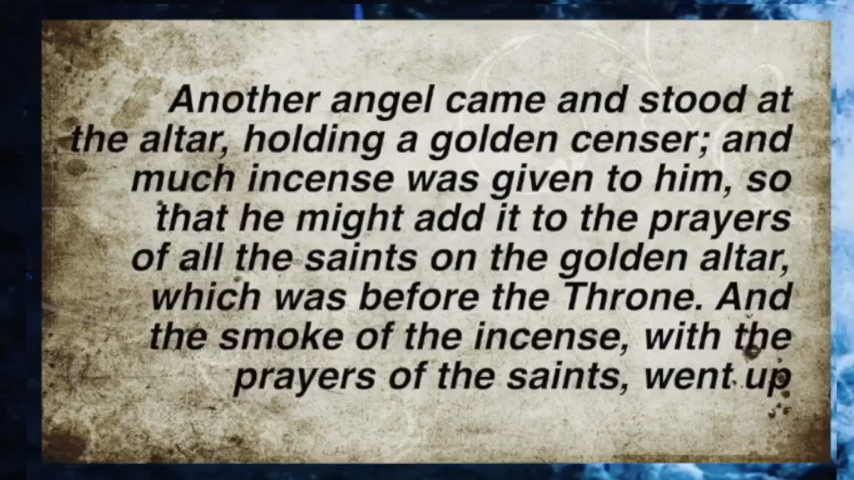 Another angel came and stood at
the altar, holding a golden censer; and
much incense was given to him, so
that he might add it to the prayers
of all the saints on the golden altar,
which was before the Throne. And
the smoke of the incense, with the
prayers of the saints, went up